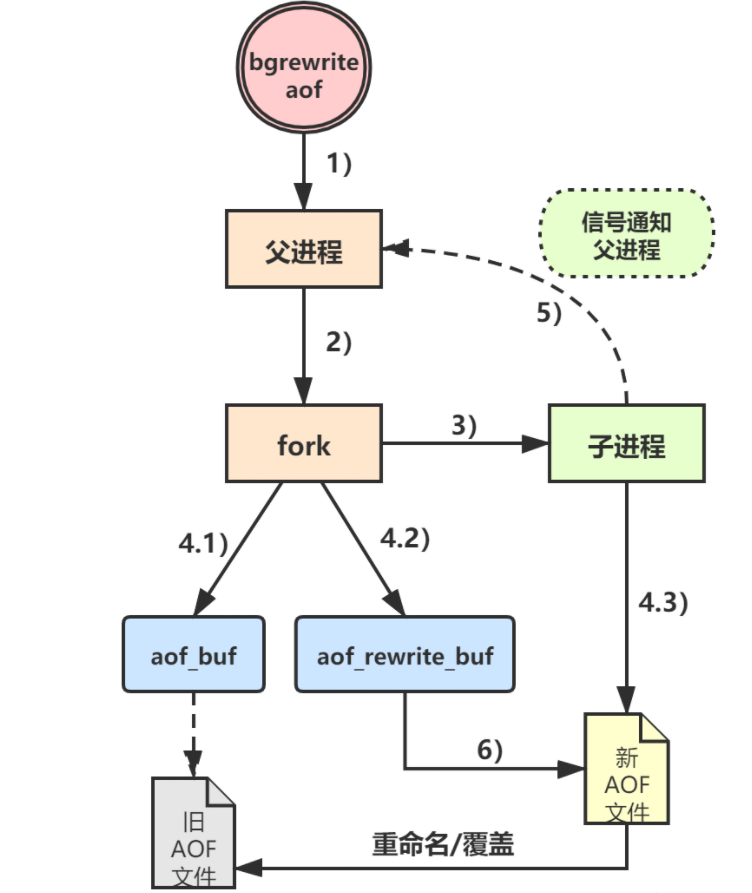 bgrewrite
aof
1)
信号通知
父进程
父进程
5)
2)
3)
fork
子进程
4.1)
4.2)
4.3)
aof_buf
aof_rewrite_buf
6)
新
AOF
文件
旧
AOF
文件
重命名/覆盖